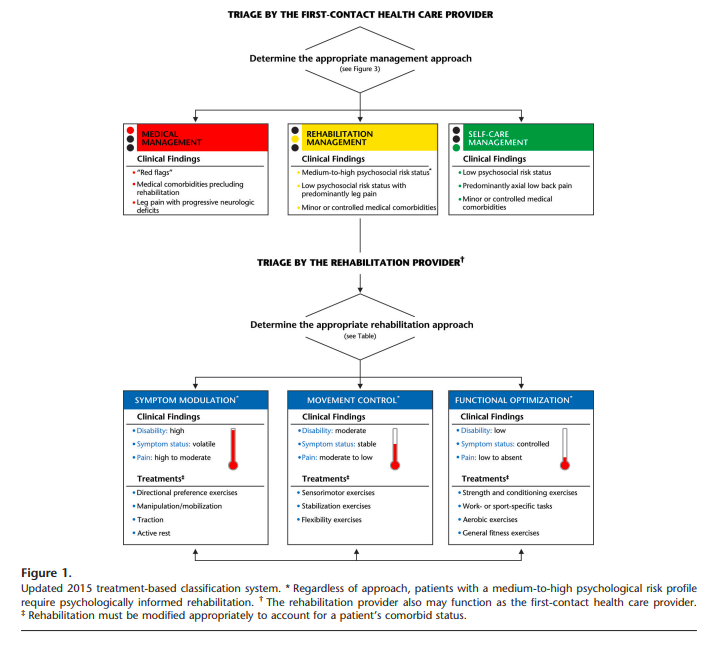 TRIAGE BY THE FIRST-CONTACT HEALTH CARE PROVIDER
Determine the appropriate management approach
(see Figure 3)
MEDICAL
MANAGEMENT
Clinical Findings
• "Red flags"
• Medical comorbidities precluding
rehabilitation
• Leg pain with progressive neurologic
deficits
REHABILITATION
MANAGEMENT
Clinical Findings
• Medium-to-high psychosocial risk status*
• Low psychosocial risk status with
predominantly leg pain
• Minor or controlled medical comorbidities
SELF-CARE
MANAGEMENT
Clinical Findings
• Low psychosocial risk status
• Predominantly axial low back pain
• Minor or controlled medical
comorbidities
TRIAGE BY THE REHABILITATION PROVIDER†
Determine the appropriate rehabilitation approach
(see Table)
SYMPTOM MODULATION*
Clinical Findings
• Disability: high
• Symptom status: volatile
• Pain: high to moderate
Treatments‡
• Directional preference exercises
• Manipulation/mobilization
• Traction
• Active rest
MOVEMENT CONTROL*
Clinical Findings
• Disability: moderate
• Symptom status: stable
• Pain: moderate to low
Treatments‡
• Sensorimotor exercises
• Stabilization exercises
• Flexibility exercises
FUNCTIONAL OPTIMIZATION*
Clinical Findings
• Disability: low
• Symptom status: controlled
• Pain: low to absent
Treatments‡
• Strength and conditioning exercises
• Work- or sport-specific tasks
• Aerobic exercises
• General fitness exercises
Figure 1.
Updated 2015 treatment-based classification system. * Regardless of approach, patients with a medium-to-high psychological risk profile
require psychologically informed rehabilitation. † The rehabilitation provider also may function as the first-contact health care provider.
‡ Rehabilitation must be modified appropriately to account for a patient's comorbid status.